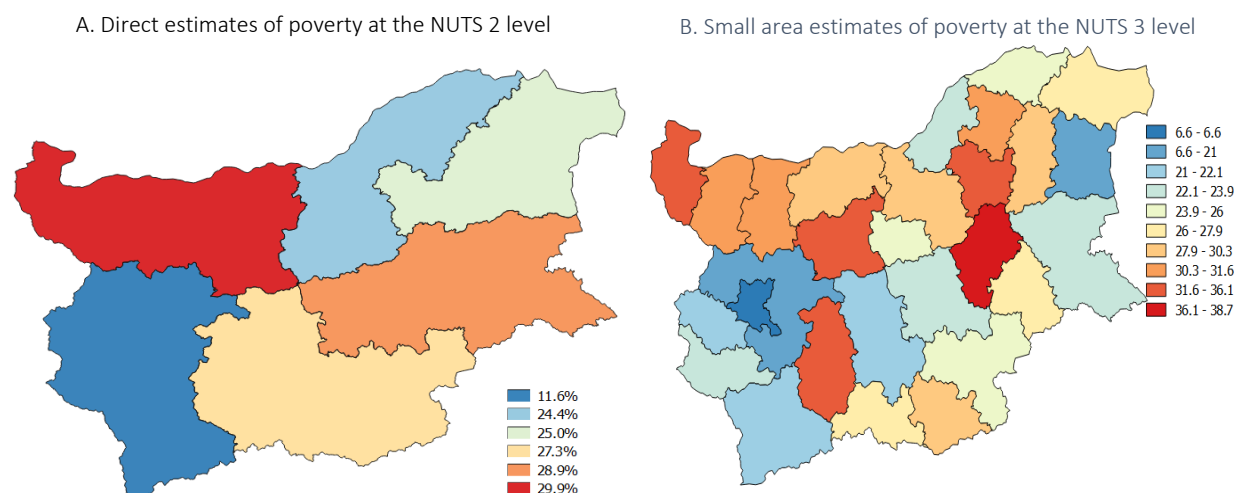 A. Direct estimates of poverty at the NUTS 2 level
11.6%
24.4%
25.0%
27.3%
28.9%
29.9%
B. Small area estimates of poverty at the NUTS 3 level
6.6 - 6.6
6.6 - 21
21 - 22.1
22.1 - 23.9
23.9 - 26
26 - 27.9
27.9 - 30.3
30.3 - 31.6
31.6 - 36.1
36.1 - 38.7